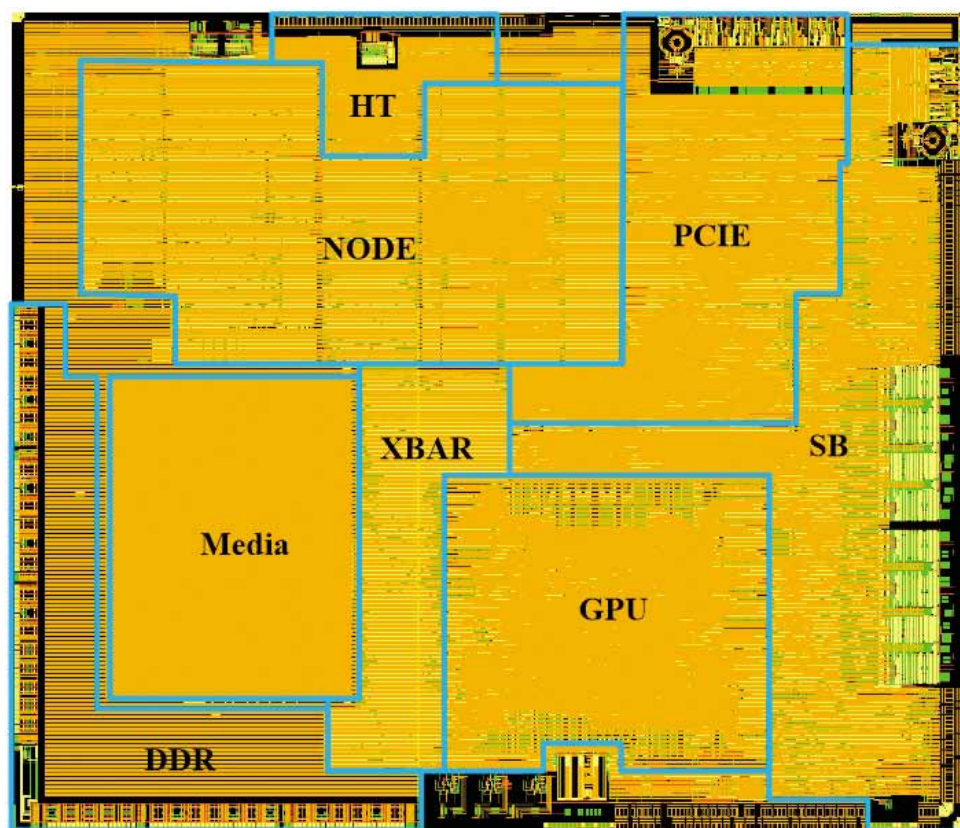 HT
NODE
PCIE
XBAR
SB
Media
GPU
DDR